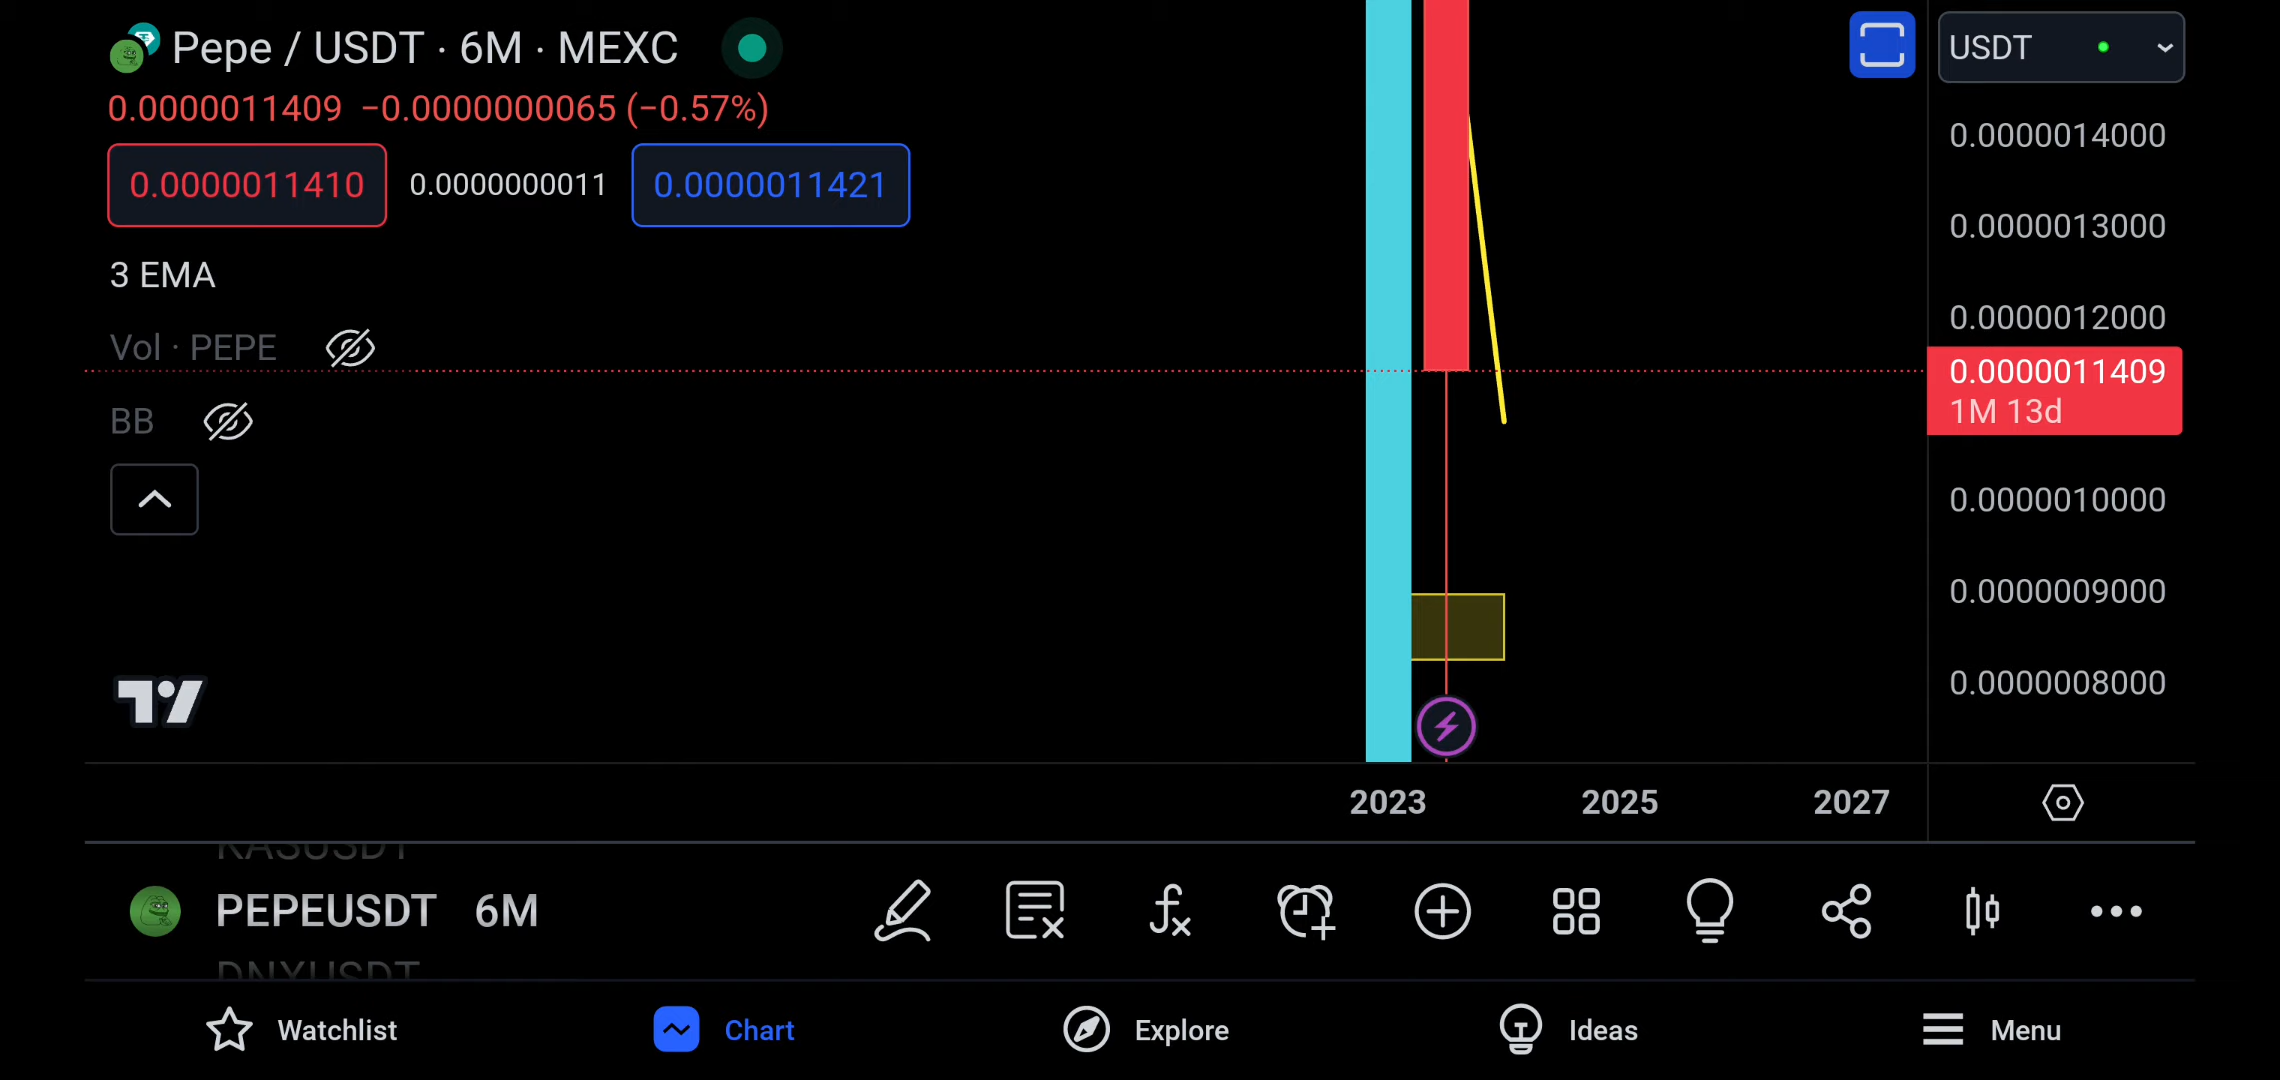 Pepe / USDT · 6M · MEXC
USDT
0.0000011409 −0.0000000065 (−0.57%)
0.0000011410 0.0000000011 0.0000011421
3 EMA
Vol · PEPE
BB
0.0000014000
0.0000013000
0.0000012000
0.0000011409
1M 13d
0.0000010000
0.0000009000
0.0000008000
2023 2025 2027
KASUSDT
PEPEUSDT 6M
DNXUSDT
Watchlist Chart Explore Ideas Menu